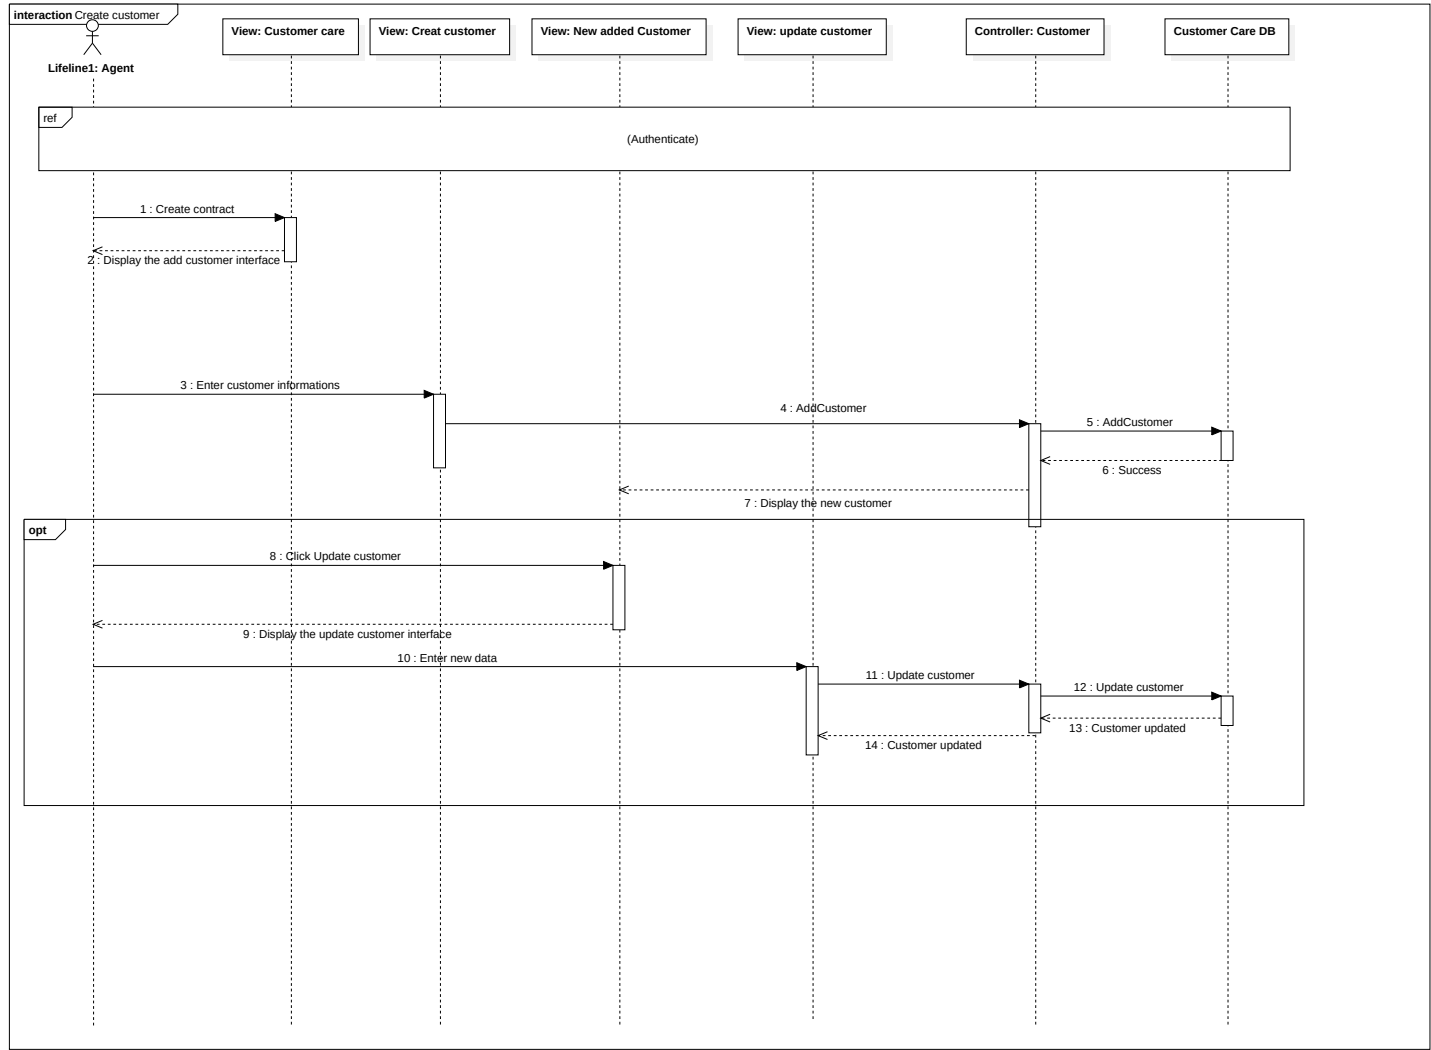 interaction Create customer
View: Customer care
View: Creat customer
View: New added Customer
View: update customer
Controller: Customer
Customer Care DB
Lifeline1: Agent
ref
(Authenticate)
1 : Create contract
2 : Display the add customer interface
3 : Enter customer informations
4 : AddCustomer
5 : AddCustomer
6 : Success
7 : Display the new customer
opt
8 : Click Update customer
9 : Display the update customer interface
10 : Enter new data
11 : Update customer
12 : Update customer
13 : Customer updated
14 : Customer updated